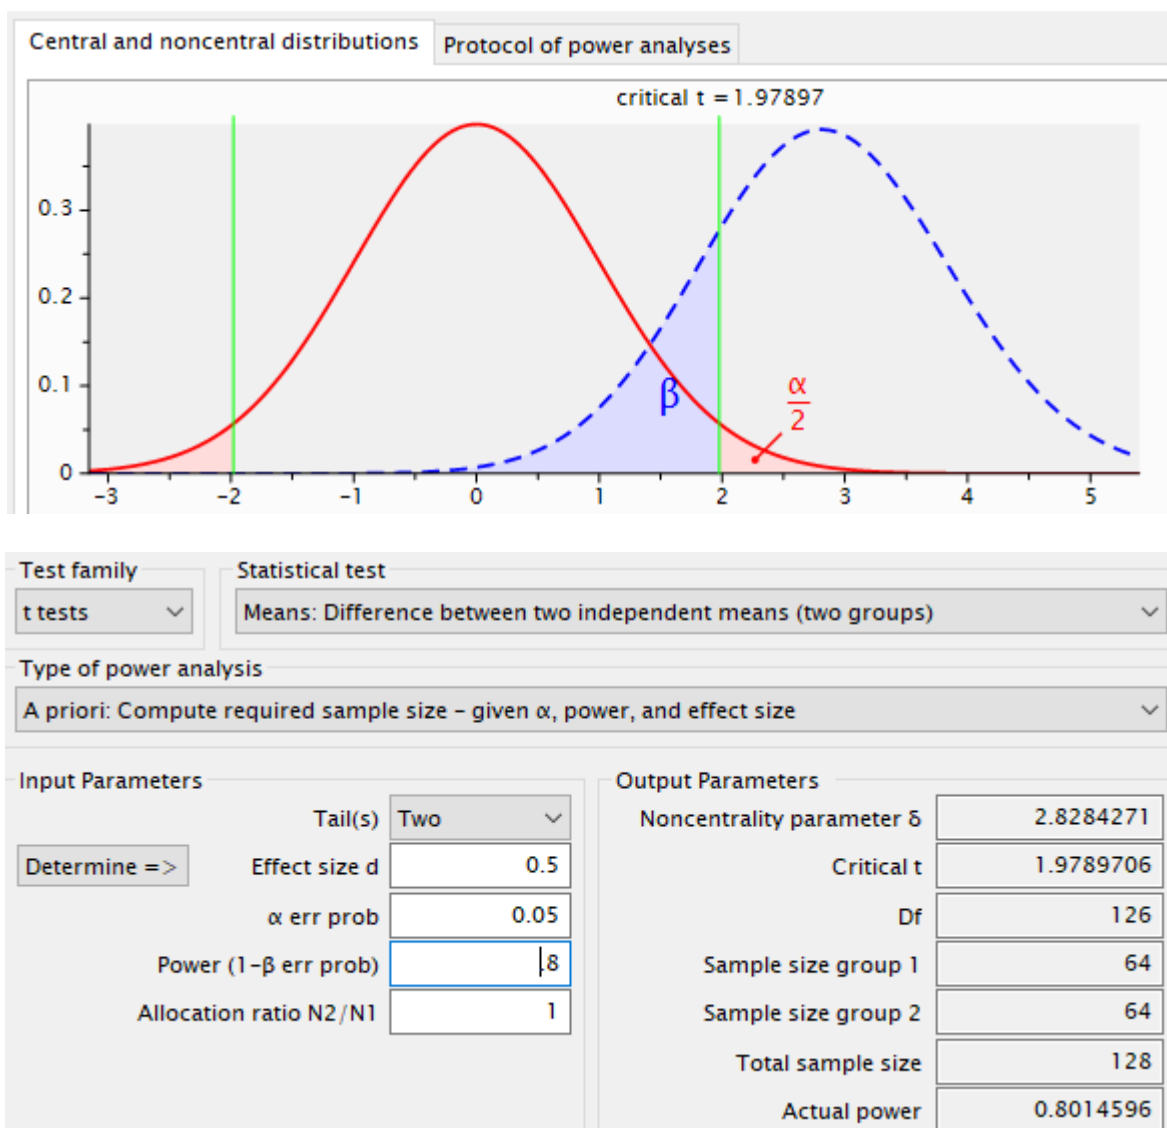 Central and noncentral distributions Protocol of power analyses
critical t = 1.97897
0.3
0.2
0.1
0
β
α
2
-3 -2 -1 0 1 2 3 4 5
Test family Statistical test
t tests Means: Difference between two independent means (two groups)
Type of power analysis
A priori: Compute required sample size – given α, power, and effect size
Input Parameters Output Parameters
Tail(s) Two Noncentrality parameter δ 2.8284271
Determine => Effect size d 0.5 Critical t 1.9789706
α err prob 0.05 Df 126
Power (1-β err prob) .8 Sample size group 1 64
Allocation ratio N2/N1 1 Sample size group 2 64
Total sample size 128
Actual power 0.8014596